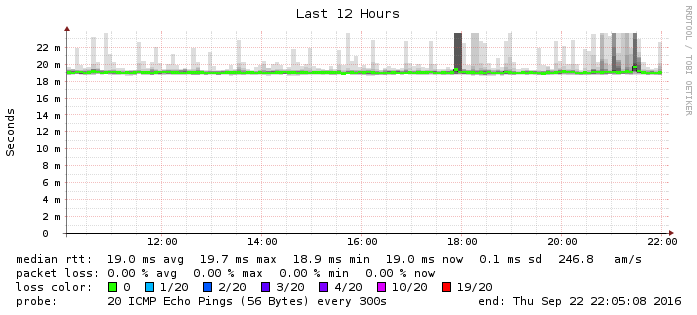 Last 12 Hours
RRDTOOL / TOBI OETIKER
Seconds
22 m
20 m
18 m
16 m
14 m
12 m
10 m
8 m
6 m
4 m
2 m
0
12:00 14:00 16:00 18:00 20:00 22:00
median rtt: 19.0 ms avg 19.7 ms max 18.9 ms min 19.0 ms now 0.1 ms sd 246.8 am/s
packet loss: 0.00 % avg 0.00 % max 0.00 % min 0.00 % now
loss color: 0 1/20 2/20 3/20 4/20 10/20 19/20
probe: 20 ICMP Echo Pings (56 Bytes) every 300s end: Thu Sep 22 22:05:08 2016